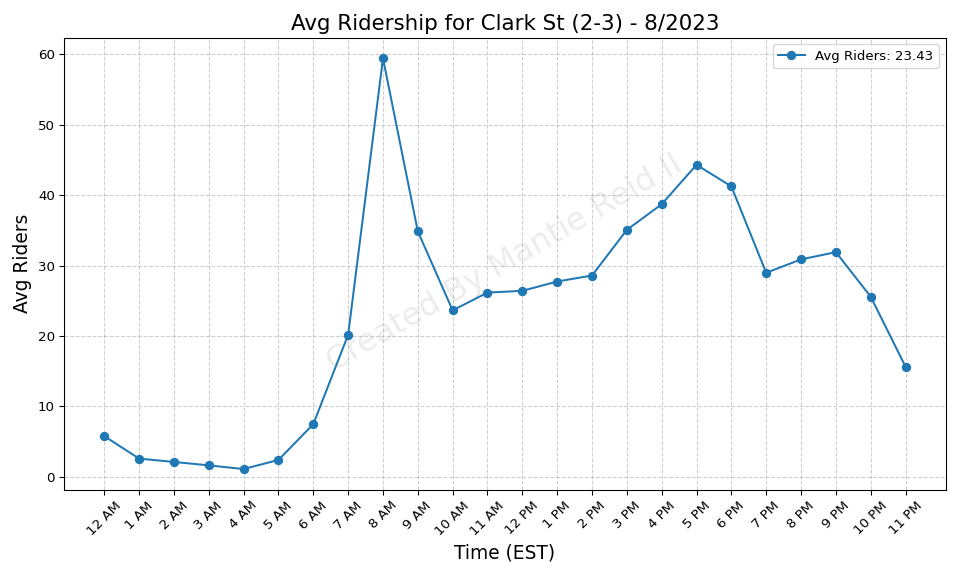 Avg Ridership for Clark St (2-3) - 8/2023
Avg Riders: 23.43
60
50
40
30
20
10
0
Avg Riders
Created By Mantle Reid II
12 AM
1 AM
2 AM
3 AM
4 AM
5 AM
6 AM
7 AM
8 AM
9 AM
10 AM
11 AM
12 PM
1 PM
2 PM
3 PM
4 PM
5 PM
6 PM
7 PM
8 PM
9 PM
10 PM
11 PM
Time (EST)